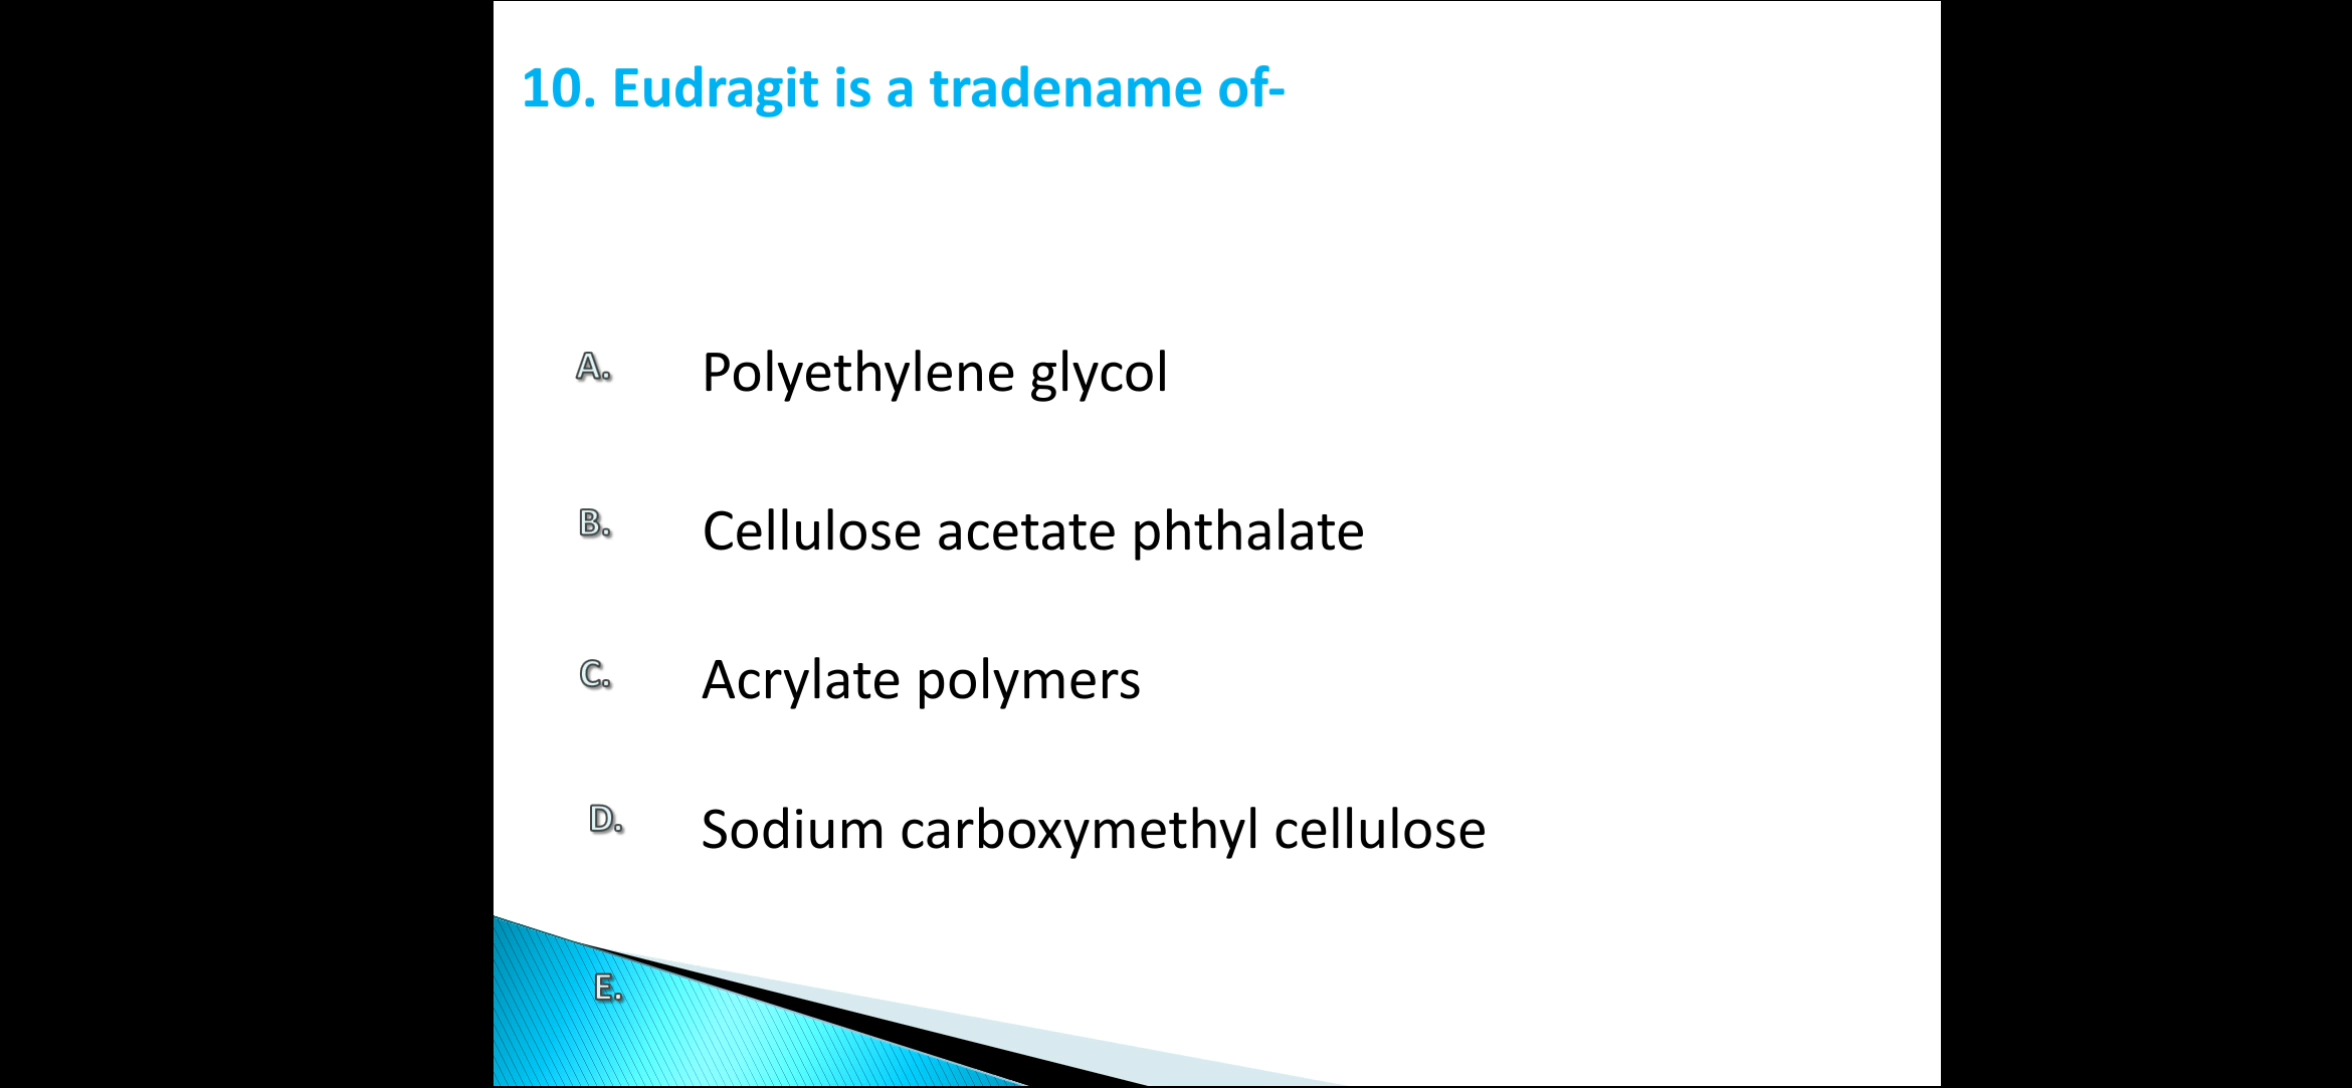 10. Eudragit is a tradename of-
A. Polyethylene glycol
B. Cellulose acetate phthalate
C. Acrylate polymers
D. Sodium carboxymethyl cellulose
E.